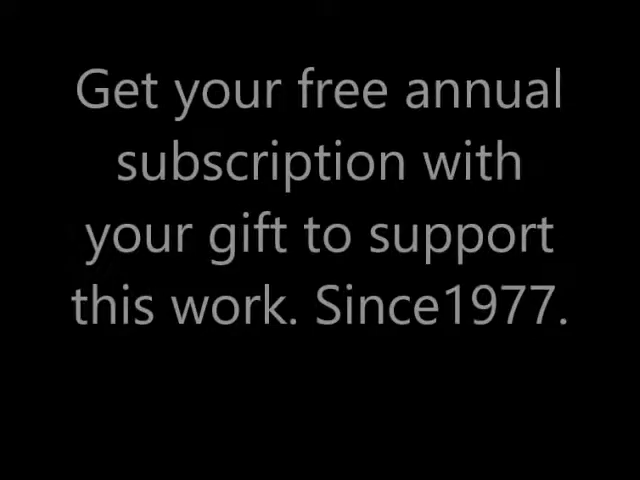 Get your free annual
subscription with
your gift to support
this work. Since1977.